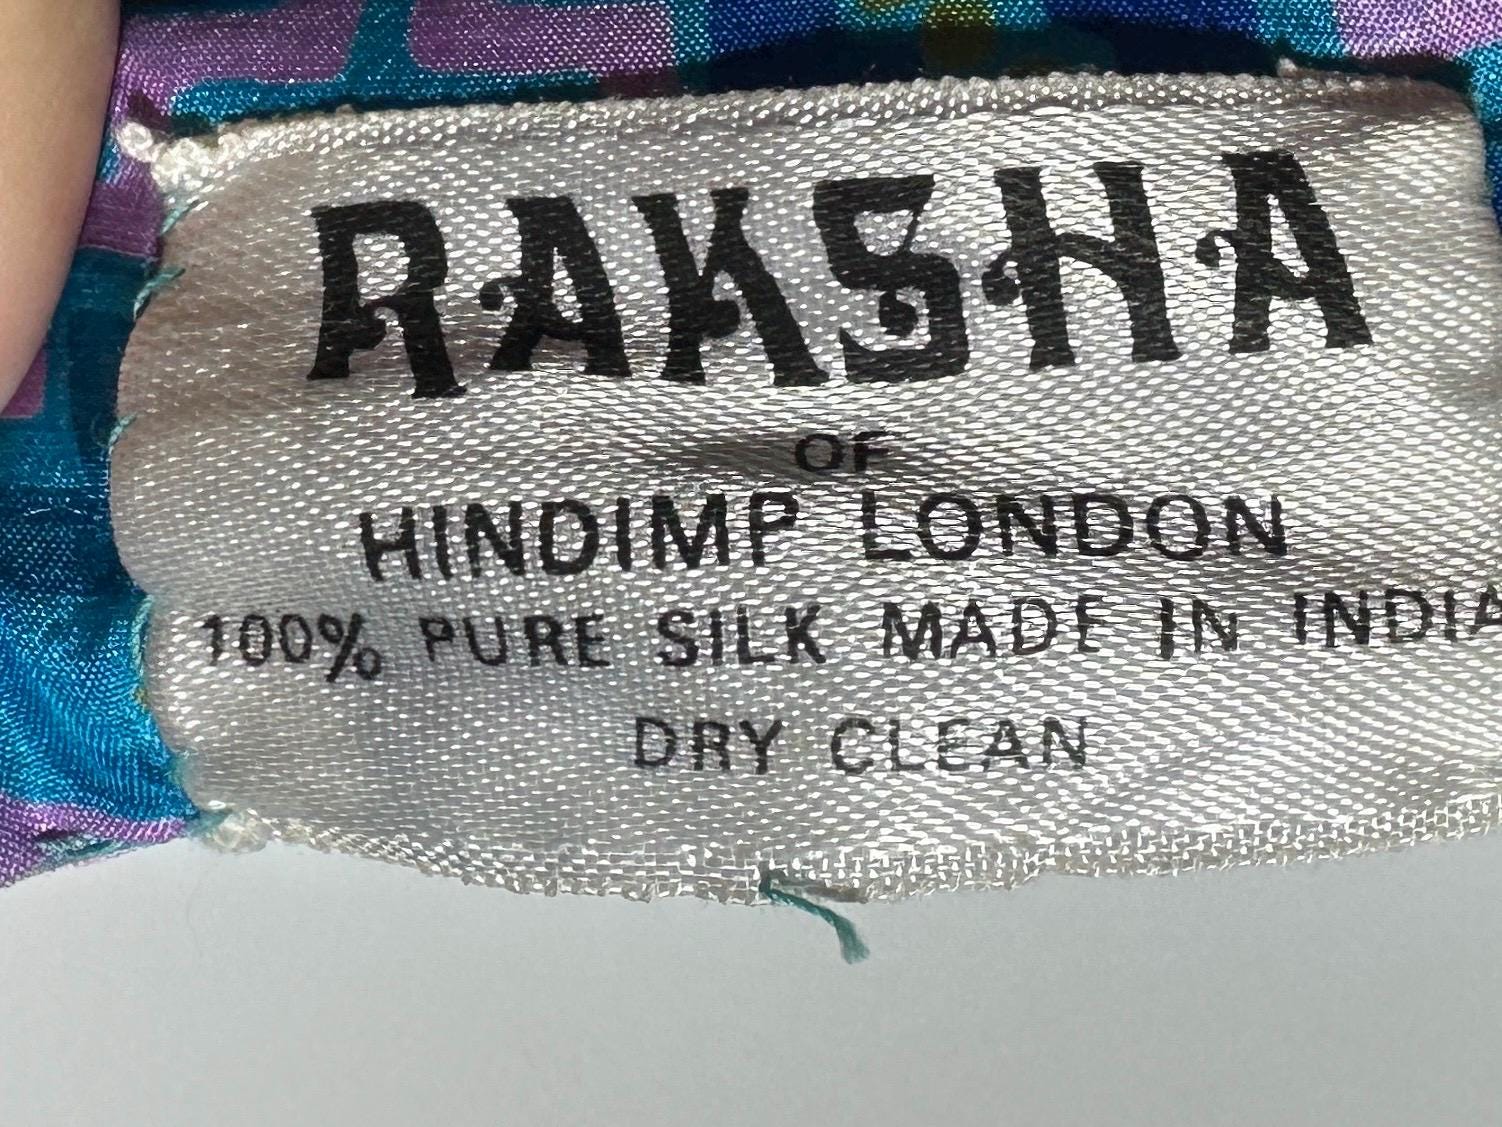 RAKSHA
OF
HINDIMP LONDON
100% PURE SILK MADE IN INDIA
DRY CLEAN